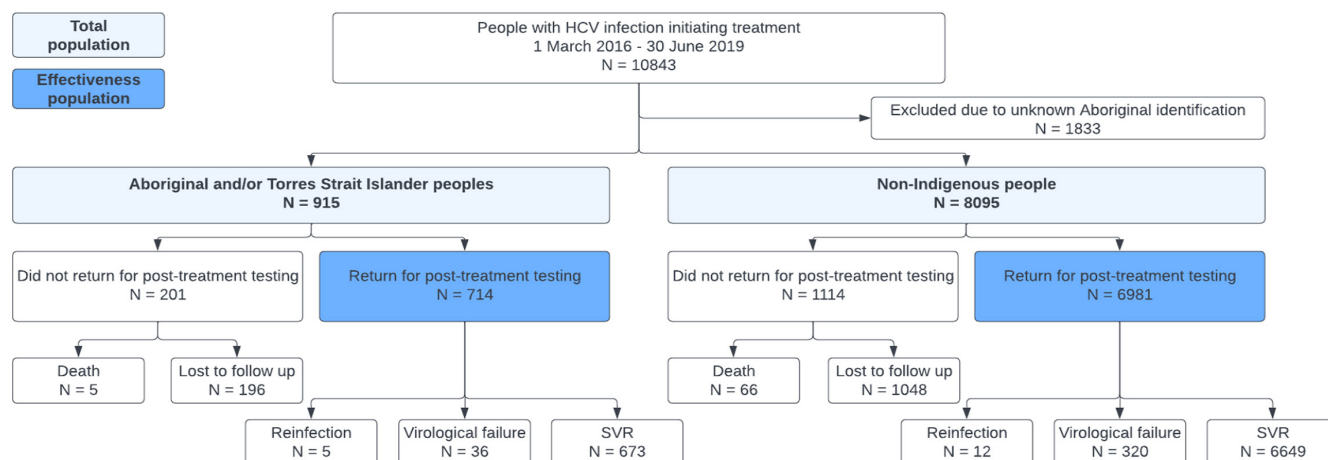 Total
population
Effectiveness
population
People with HCV infection initiating treatment
1 March 2016 - 30 June 2019
N = 10843
Excluded due to unknown Aboriginal identification
N = 1833
Aboriginal and/or Torres Strait Islander peoples
N = 915
Non-Indigenous people
N = 8095
Did not return for post-treatment testing
N = 201
Return for post-treatment testing
N = 714
Did not return for post-treatment testing
N = 1114
Return for post-treatment testing
N = 6981
Death
N = 5
Lost to follow up
N = 196
Death
N = 66
Lost to follow up
N = 1048
Reinfection
N = 5
Virological failure
N = 36
SVR
N = 673
Reinfection
N = 12
Virological failure
N = 320
SVR
N = 6649